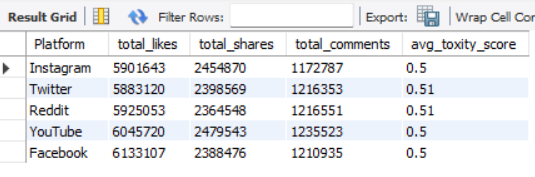 Result Grid Filter Rows: Export: Wrap Cell Con
Platform total_likes total_shares total_comments avg_toxity_score
Instagram 5901643 2454870 1172787 0.5
Twitter 5883120 2398569 1216353 0.51
Reddit 5925053 2364548 1216551 0.51
YouTube 6045720 2479543 1235523 0.5
Facebook 6133107 2388476 1210935 0.5